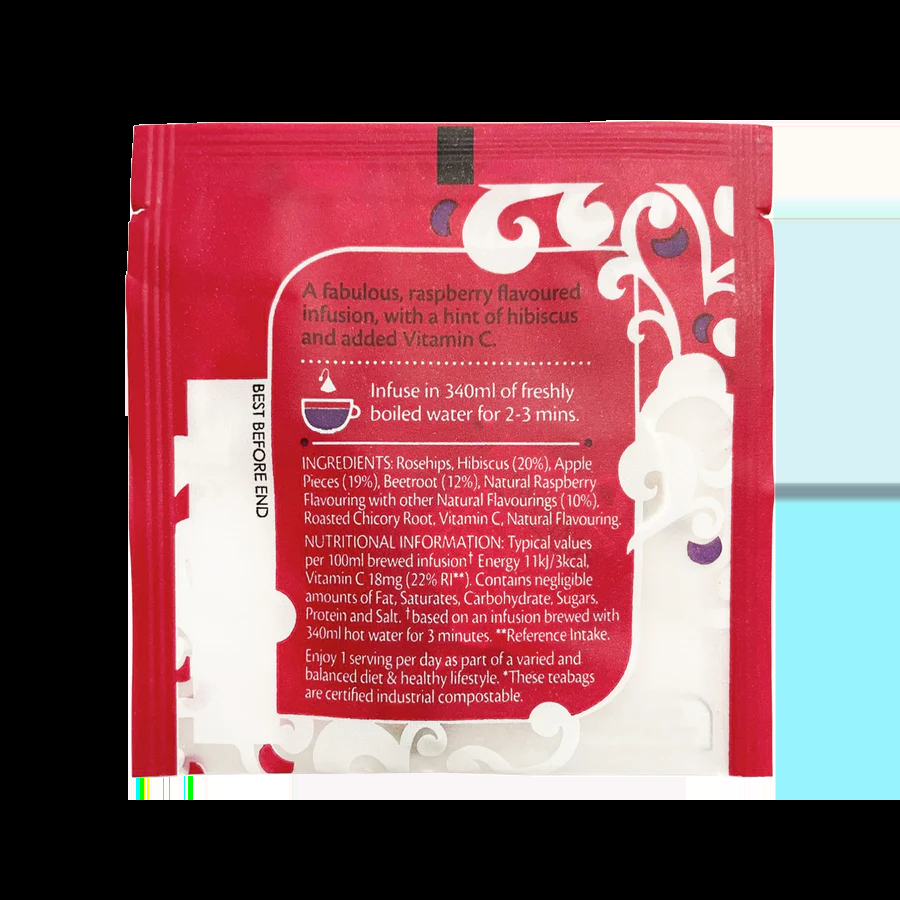 A fabulous, raspberry flavoured
infusion, with a hint of hibiscus
and added Vitamin C.
Infuse in 340ml of freshly
boiled water for 2-3 mins.
BEST BEFORE END
INGREDIENTS: Rosehips, Hibiscus (20%), Apple
Pieces (19%), Beetroot (12%), Natural Raspberry
Flavouring with other Natural Flavourings (10%).
Roasted Chicory Root, Vitamin C, Natural Flavouring.
NUTRITIONAL INFORMATION: Typical values
per 100ml brewed infusion† Energy 11kJ/3kcal,
Vitamin C 18mg (22% RI**). Contains negligible
amounts of Fat, Saturates, Carbohydrate, Sugars,
Protein and Salt. †based on an infusion brewed with
340ml hot water for 3 minutes. **Reference Intake.
Enjoy 1 serving per day as part of a varied and
balanced diet & healthy lifestyle. *These teabags
are certified industrial compostable.